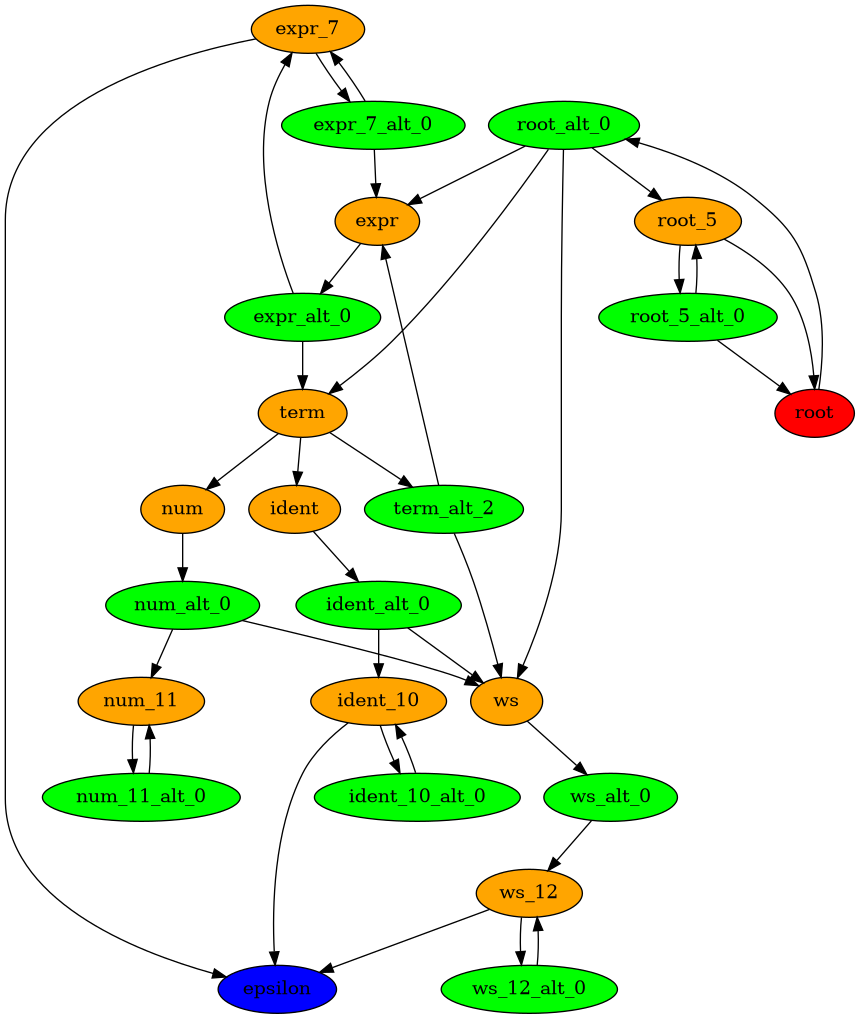 expr_7
expr_7_alt_0
root_alt_0
expr
root_5
expr_alt_0
root_5_alt_0
term
root
num
ident
term_alt_2
num_alt_0
ident_alt_0
num_11
ident_10
ws
num_11_alt_0
ident_10_alt_0
ws_alt_0
ws_12
epsilon
ws_12_alt_0